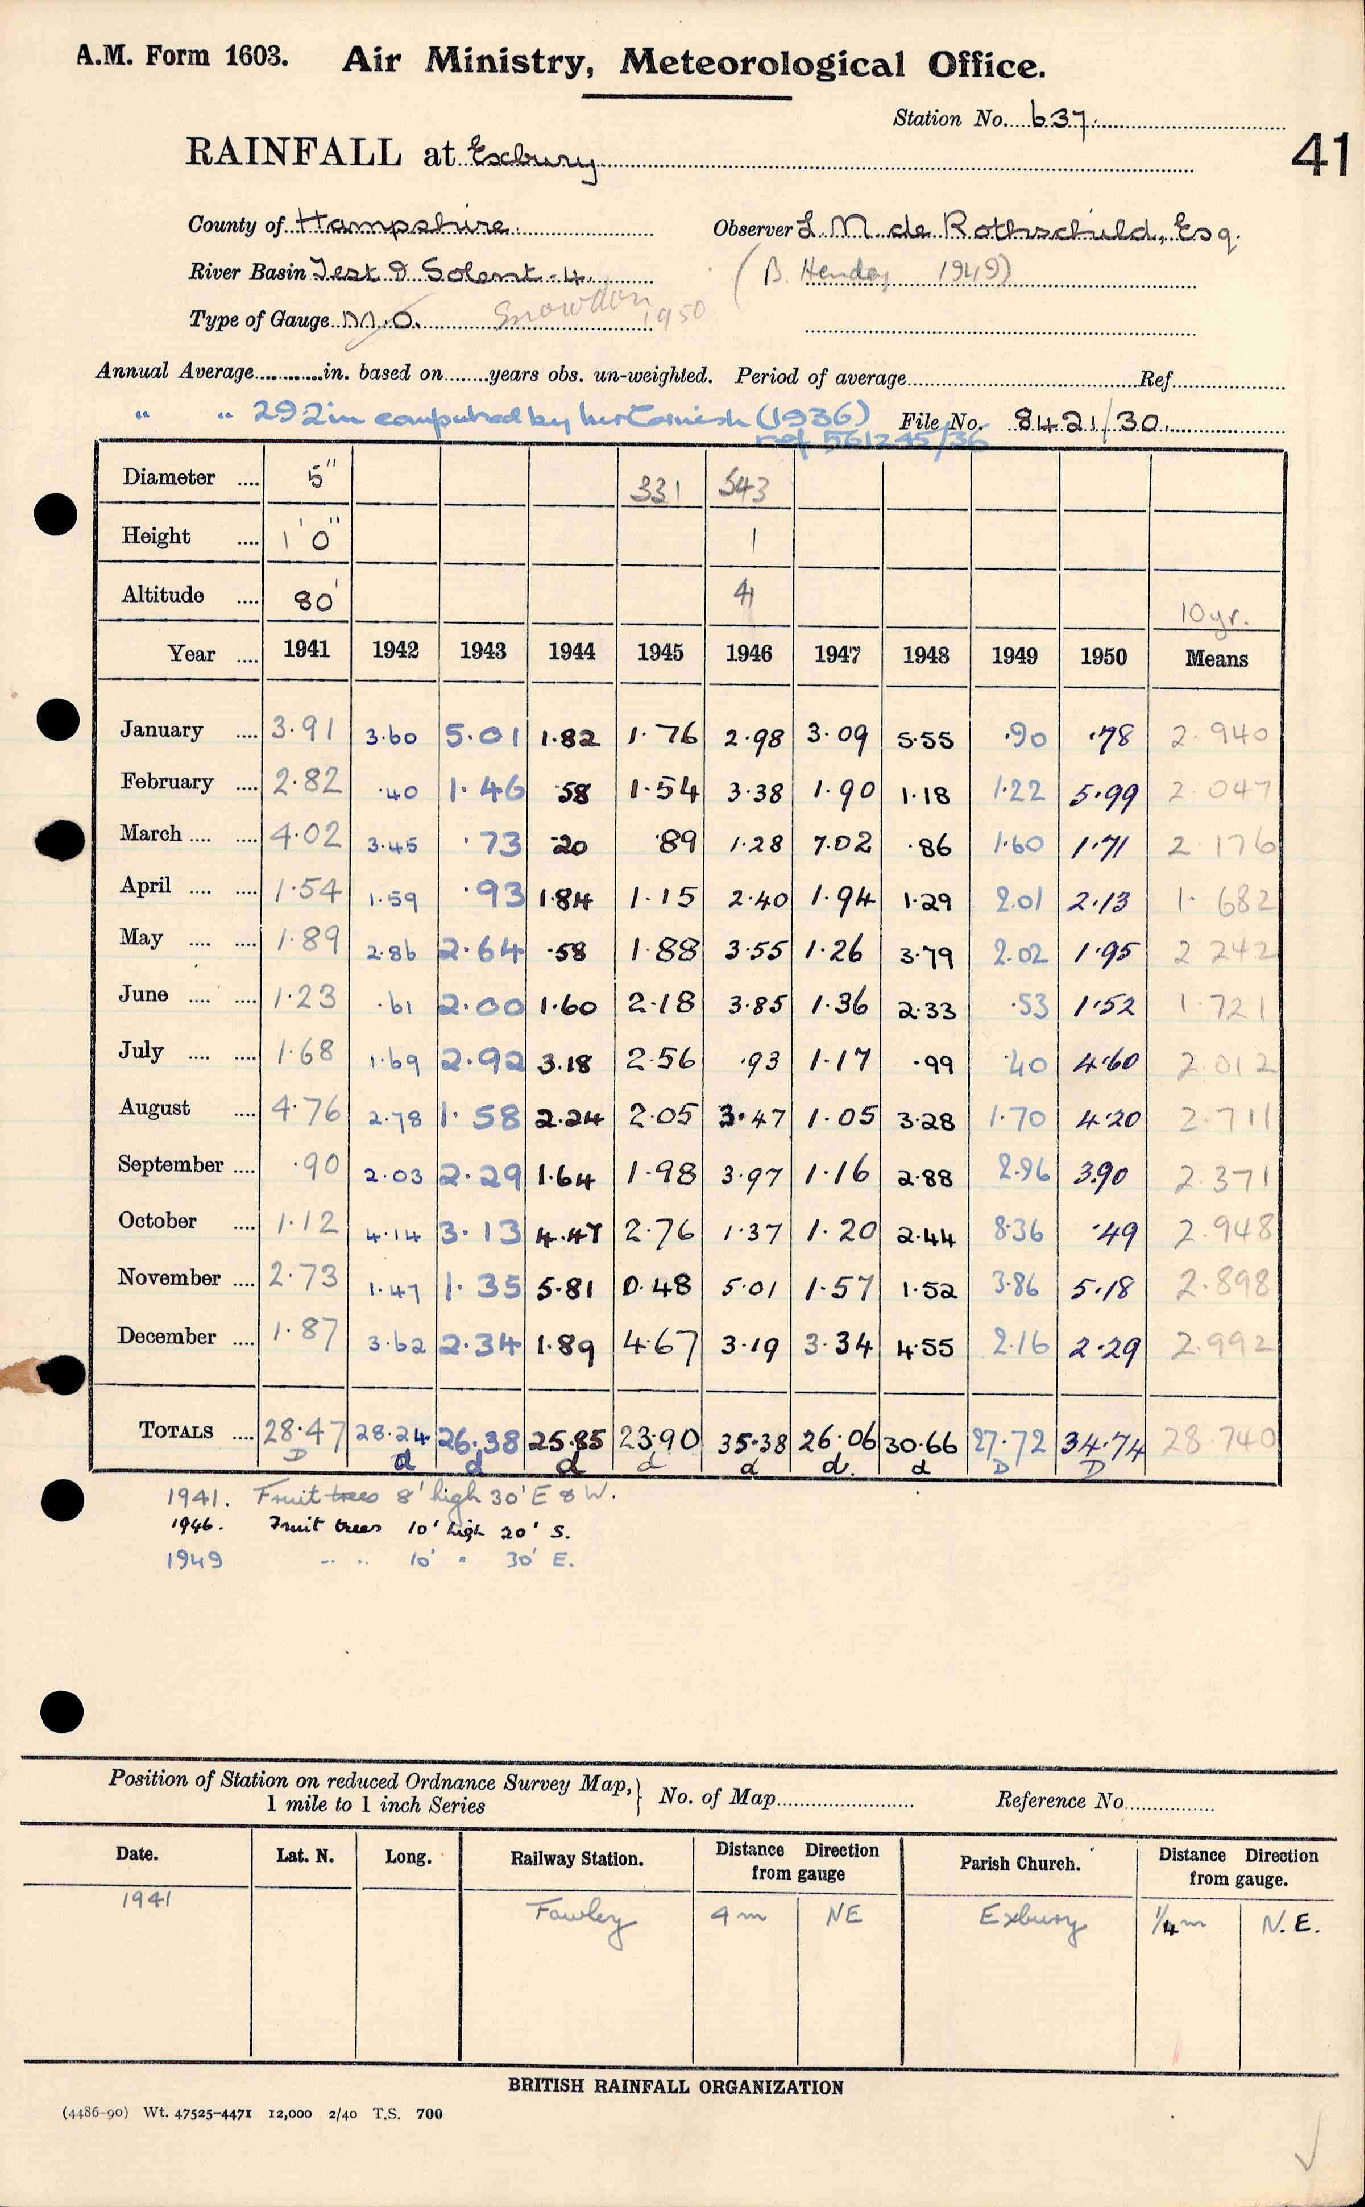 A.M. Form 1603. Air Ministry, Meteorological Office.
Station No. 637.
41
RAINFALL at Exbury
County of Hampshire. Observer L. N. de Rothschild, Esq.
River Basin Test & Solent - 4. (B. Henday 1949)
Type of Gauge M.O. Snowdon 1950
Annual Average............in. based on........years obs. un-weighted. Period of average..........Ref..........
" " 29.2 in computed by (1936) File No. 8421/30
ref 561245/36
Diameter .... 5" 331 543
Height .... 1' 0" 1
Altitude .... 80' 41
10 yr.
Year .... 1941 1942 1943 1944 1945 1946 1947 1948 1949 1950 Means
January .... 3.91 3.60 5.01 1.82 1.76 2.98 3.09 5.55 .90 .78 2.940
February .... 2.82 .40 1.46 .58 1.54 3.38 1.90 1.18 1.22 5.99 2.047
March .... .... 4.02 3.45 .73 .20 .89 1.28 7.02 .86 1.60 1.71 2.176
April .... .... 1.54 1.59 .93 1.84 1.15 2.40 1.94 1.29 2.01 2.13 1.682
May .... .... 1.89 2.86 2.64 .58 1.88 3.55 1.26 3.79 2.02 1.95 2.242
June .... .... 1.23 .61 2.00 1.60 2.18 3.85 1.36 2.33 .53 1.52 1.721
July .... .... 1.68 1.69 2.92 3.18 2.56 .93 1.17 .99 .40 4.60 2.012
August .... 4.76 2.78 1.58 2.24 2.05 3.47 1.05 3.28 1.70 4.20 2.711
September .... .90 2.03 2.29 1.64 1.98 3.97 1.16 2.88 2.96 3.90 2.371
October .... 1.12 4.14 3.13 4.47 2.76 1.37 1.20 2.44 8.36 .49 2.948
November .... 2.73 1.47 1.35 5.81 0.48 5.01 1.57 1.52 3.86 5.18 2.898
December .... 1.87 3.62 2.34 1.89 4.67 3.19 3.34 4.55 2.16 2.29 2.992
TOTALS .... 28.47 28.24 26.38 25.85 23.90 35.38 26.06 30.66 27.72 34.74 28.740
D d d d d d d. d D D
1941. Fruit trees 8' high 30' E & W.
1946. Fruit trees 10' high 20' S.
1949 " " 10' " 30' E.
Position of Station on reduced Ordnance Survey Map,
1 mile to 1 inch Series
No. of Map.......... Reference No..........
Date. Lat. N. Long. Railway Station. Distance Direction from gauge Parish Church. Distance Direction from gauge.
1941 Fawley 4m NE Exbury 1/4m N.E.
BRITISH RAINFALL ORGANIZATION
(4486-90) Wt. 47525-4471 12,000 2/40 T.S. 700